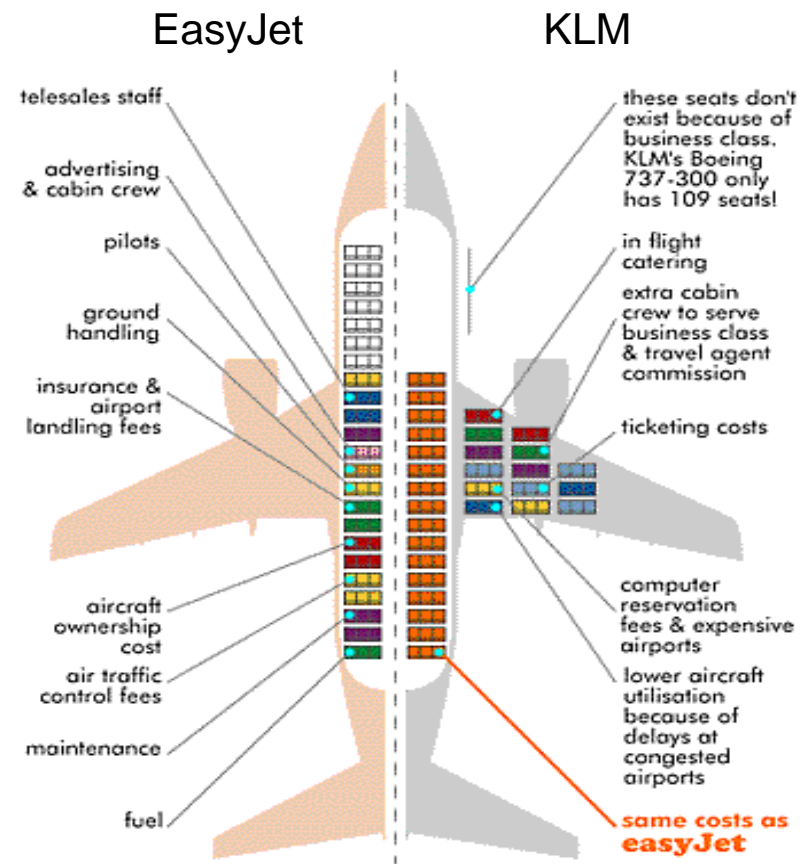 EasyJet
KLM
telesales staff
advertising
& cabin crew
pilots
ground
handling
insurance &
airport
landling fees
aircraft
ownership
cost
air traffic
control fees
maintenance
fuel
these seats don't
exist because of
business class.
KLM's Boeing
737-300 only
has 109 seats!
in flight
catering
extra cabin
crew to serve
business class
& travel agent
commission
ticketing costs
computer
reservation
fees & expensive
airports
lower aircraft
utilisation
because of
delays at
congested
airports
same costs as
easyJet